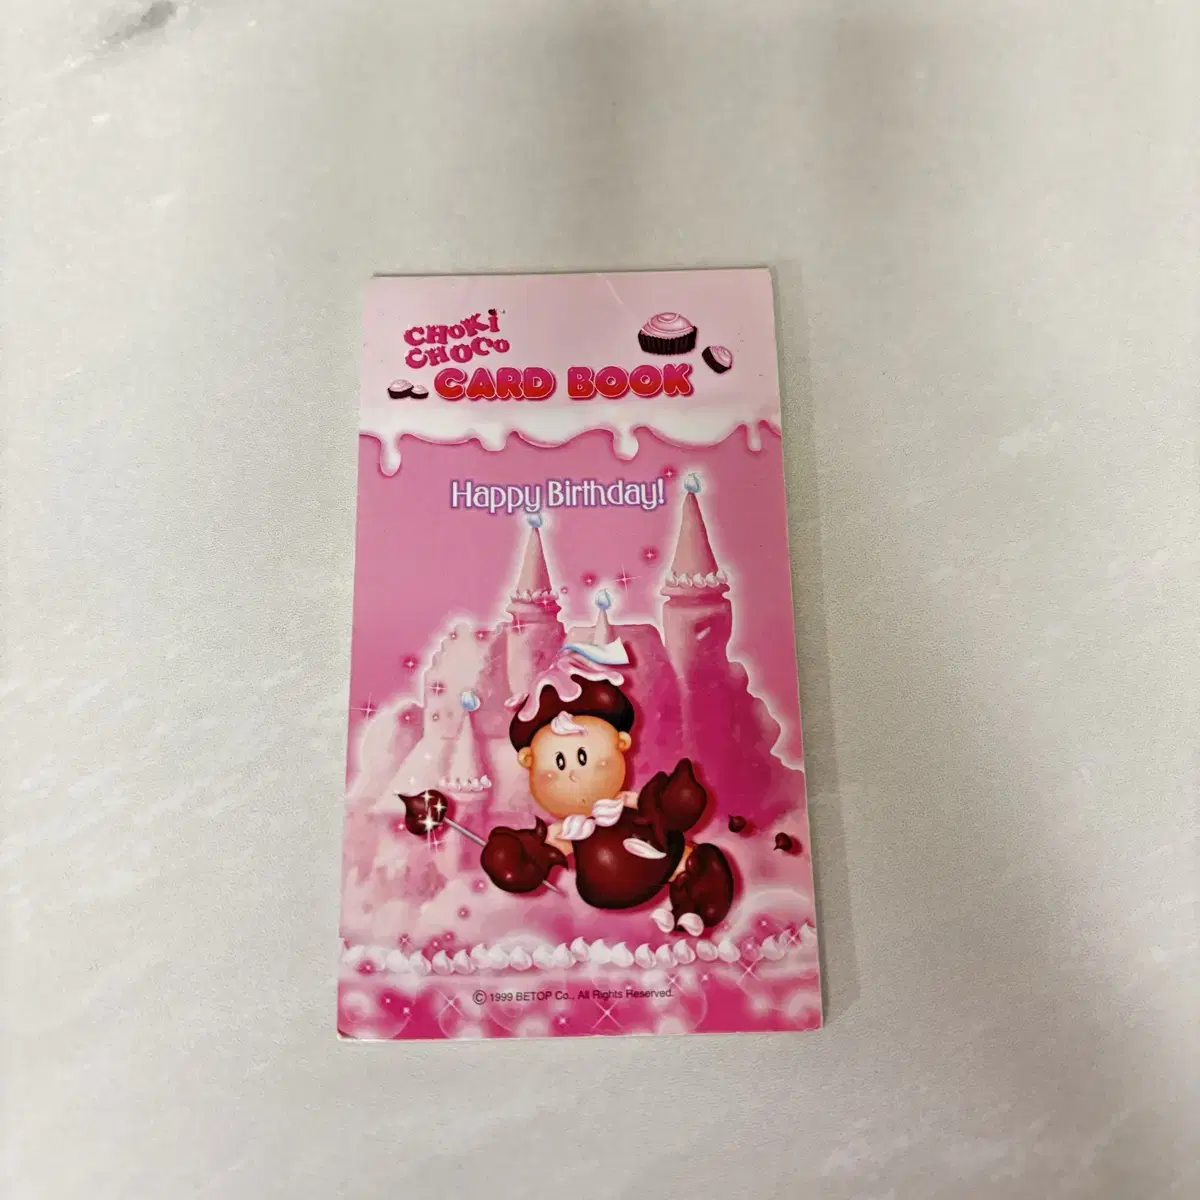 CHOKi
CHOCO
CARD BOOK
Happy Birthday!
© 1999 BETOP Co., All Rights Reserved.